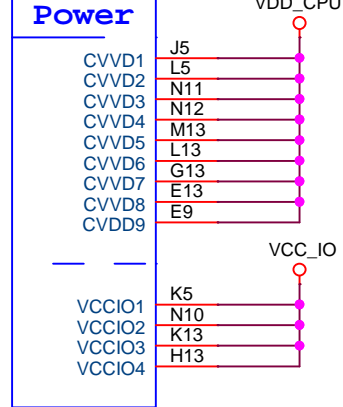 Power
VDD_CPU
CVVD1 J5
CVVD2 L5
CVVD3 N11
CVVD4 N12
CVVD5 M13
CVVD6 L13
CVVD7 G13
CVVD8 E13
CVDD9 E9
VCC_IO
VCCIO1 K5
VCCIO2 N10
VCCIO3 K13
VCCIO4 H13